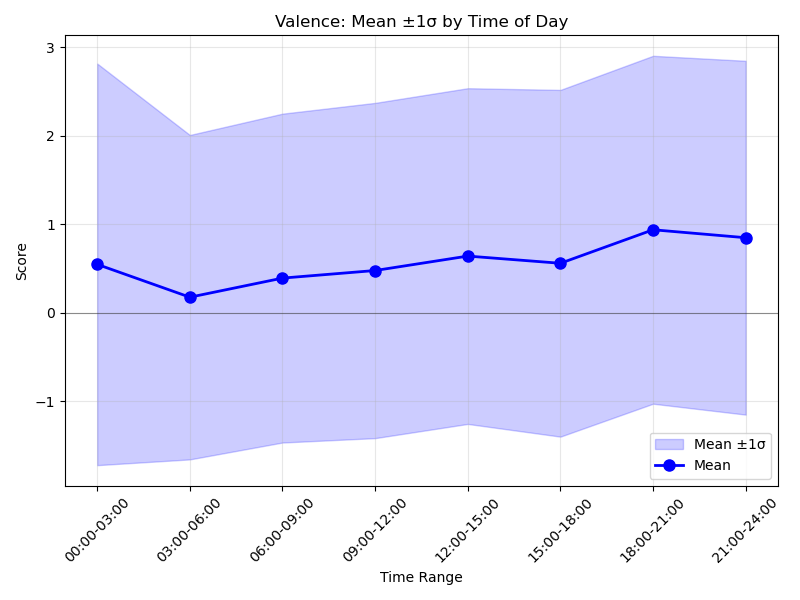 Valence: Mean ±1σ by Time of Day
Score
3
2
1
0
−1
Mean ±1σ
Mean
00:00-03:00
03:00-06:00
06:00-09:00
09:00-12:00
12:00-15:00
15:00-18:00
18:00-21:00
21:00-24:00
Time Range